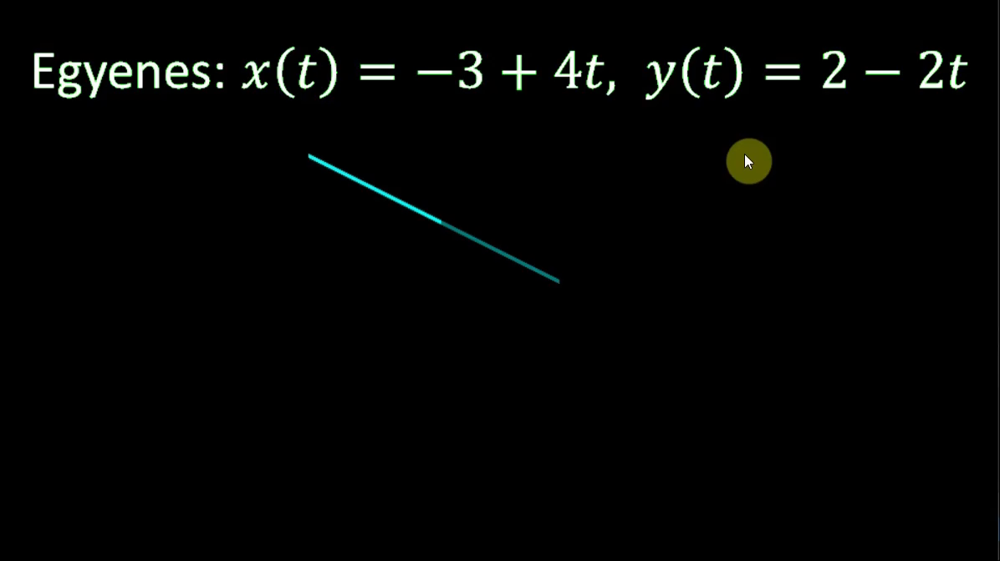 Egyenes: x(t) = −3 + 4t, y(t) = 2 − 2t